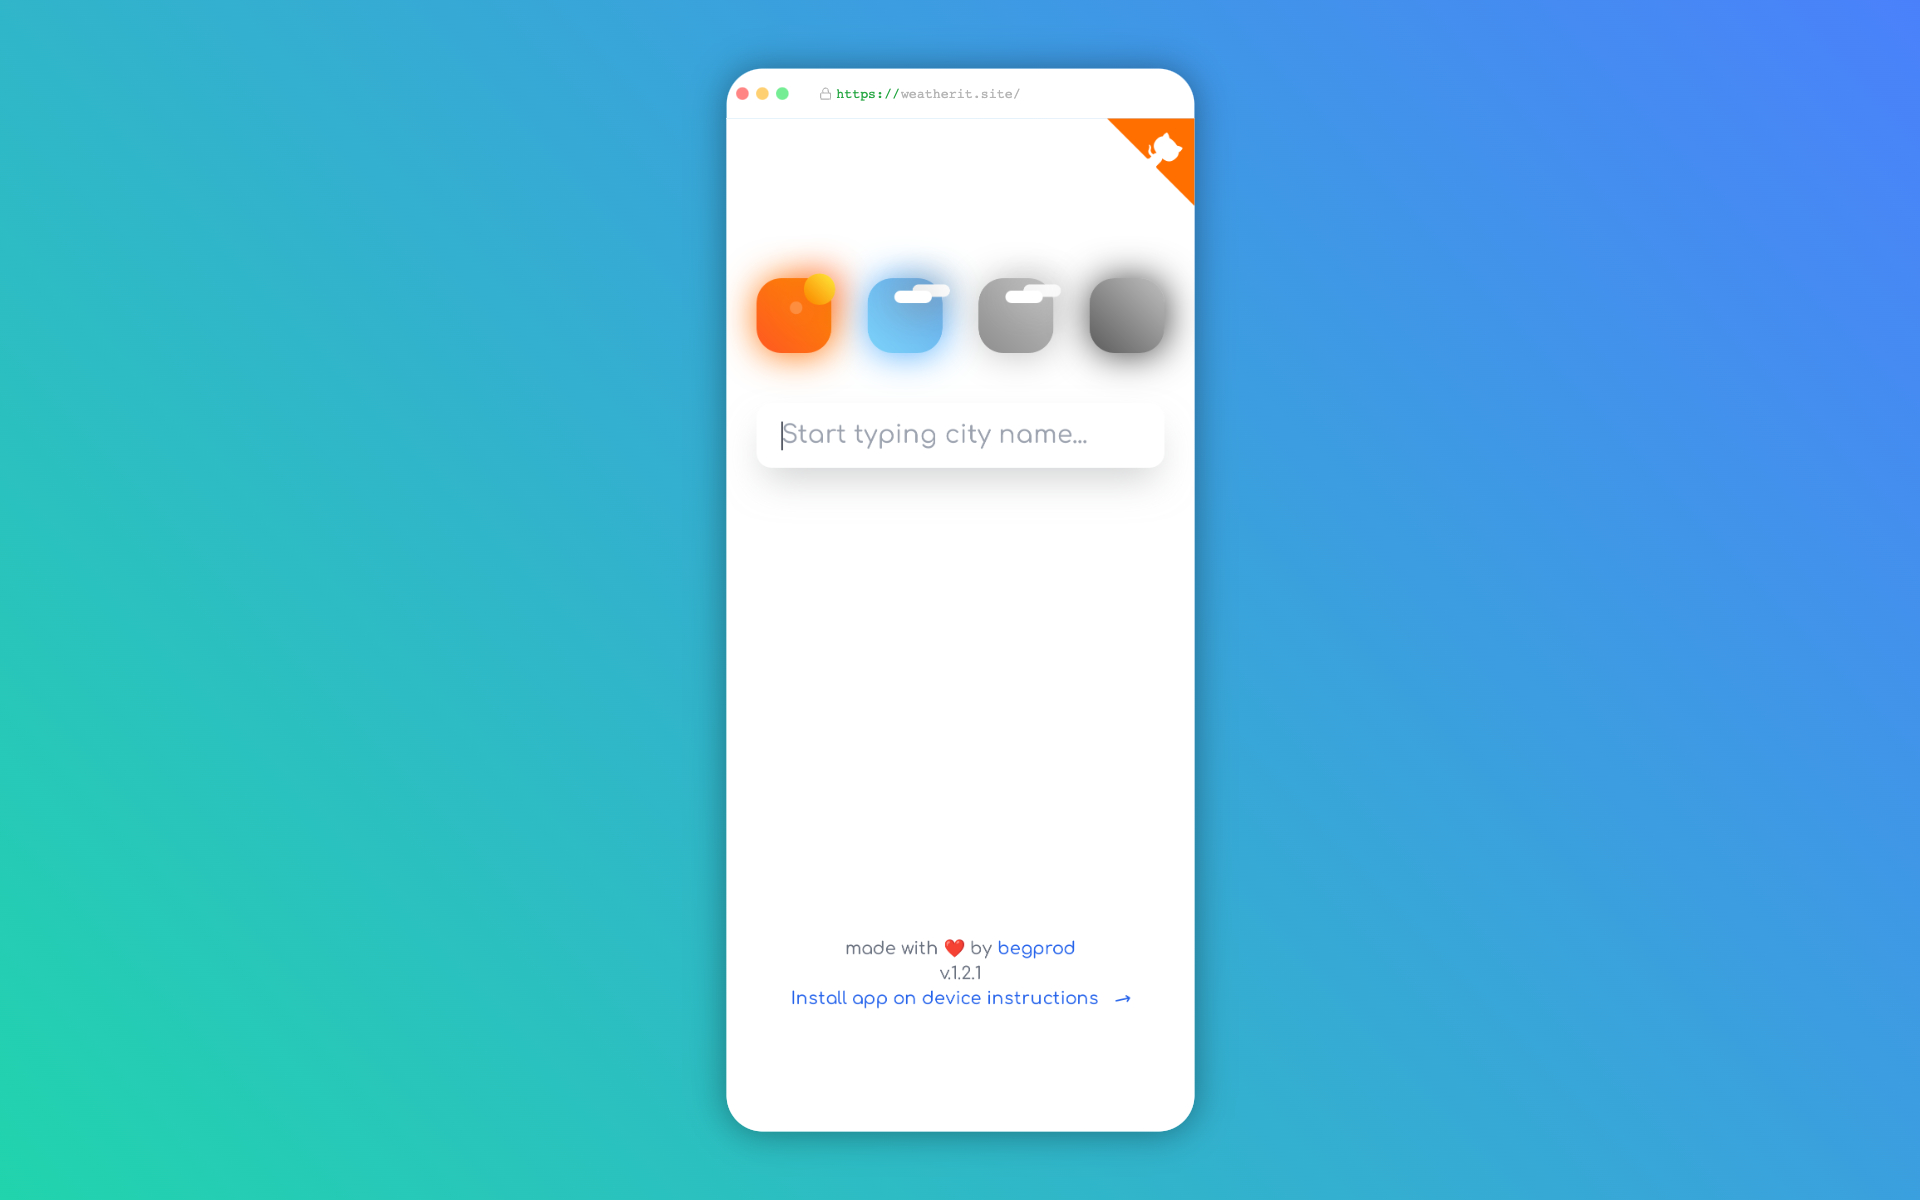 https://weatherit.site/
Start typing city name...
made with ❤️ by begprod
v.1.2.1
Install app on device instructions →